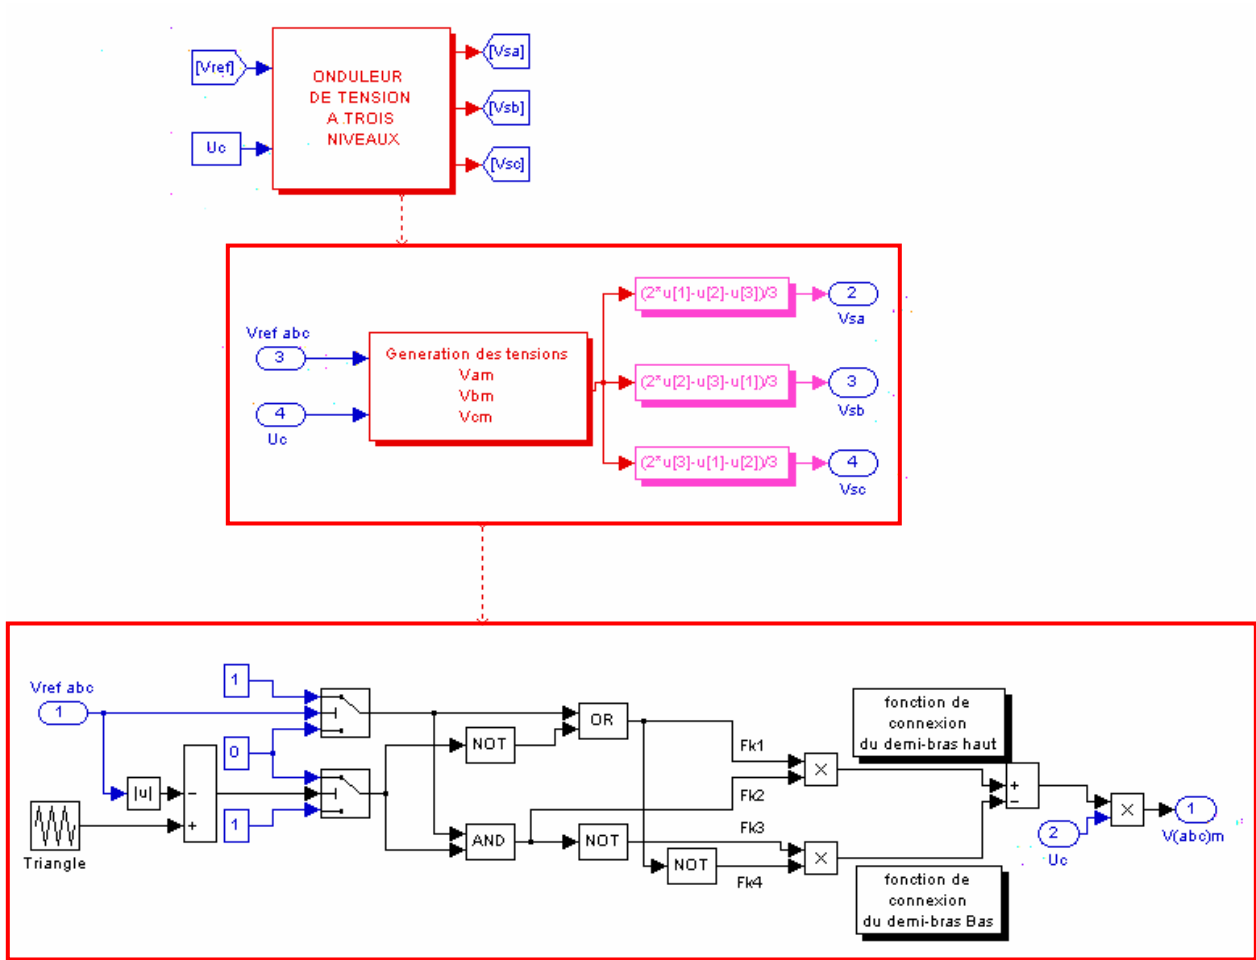 [Vref]
Uc
ONDULEUR
DE TENSION
A TROIS
NIVEAUX
[Vsa]
[Vsb]
[Vsc]
Vref abc
3
4
Uc
Generation des tensions
Vam
Vbm
Vcm
(2*u[1]-u[2]-u[3])/3
2
Vsa
(2*u[2]-u[3]-u[1])/3
3
Vsb
(2*u[3]-u[1]-u[2])/3
4
Vsc
Vref abc
1
1
0
1
|u|
-
+
Triangle
NOT
OR
AND
NOT
NOT
Fk1
Fk2
Fk3
Fk4
×
×
fonction de
connexion
du demi-bras haut
+
-
2
Uc
×
1
V(abc)m
fonction de
connexion
du demi-bras Bas